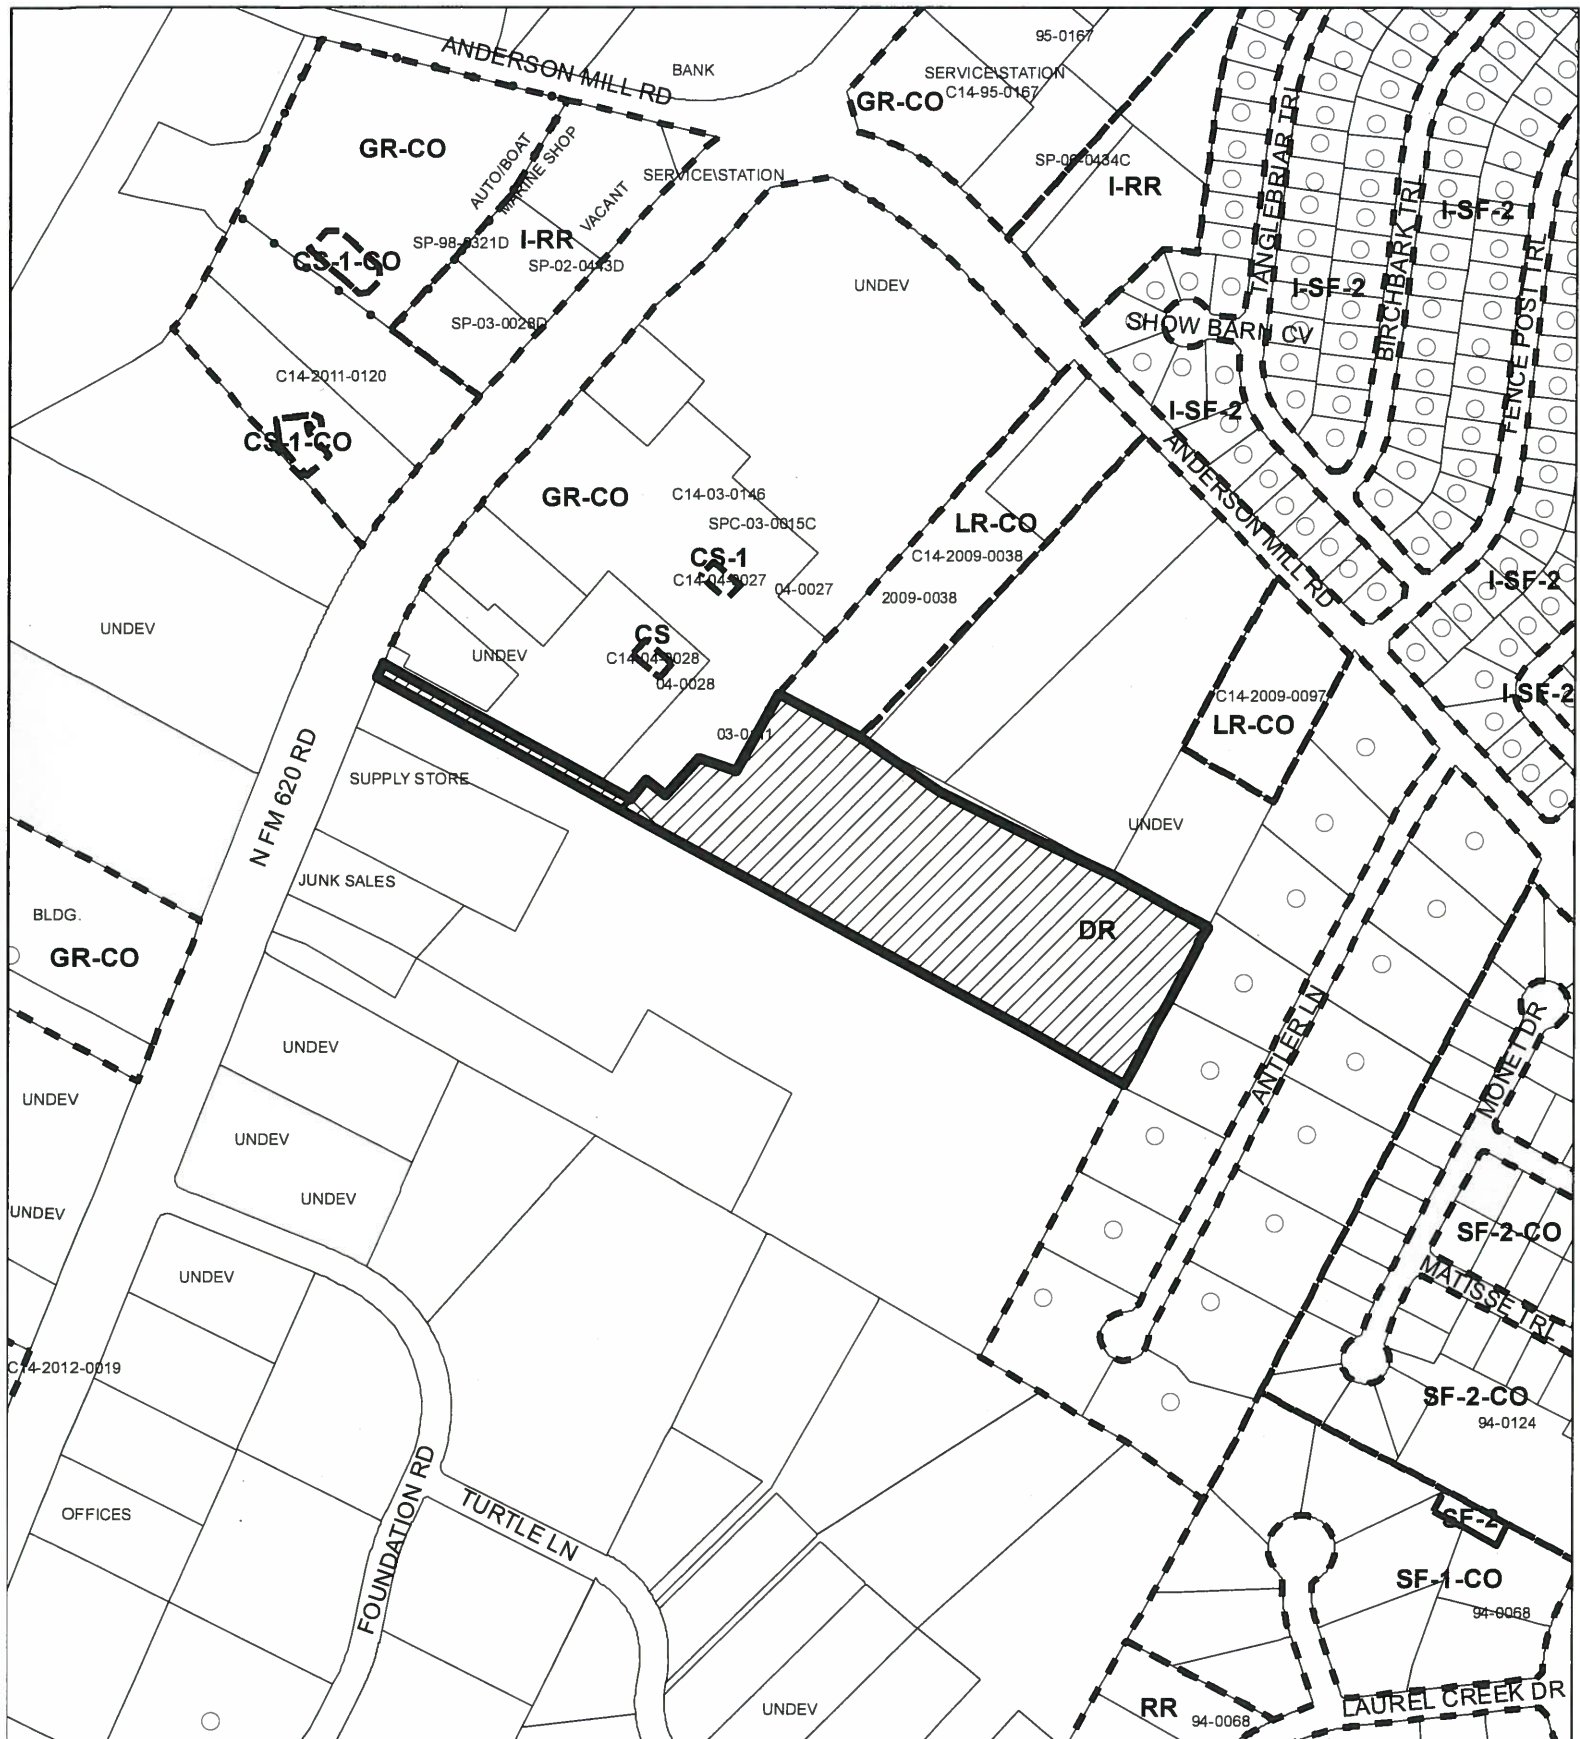 95-0167
ANDERSON MILL RD
BANK
SERVICE\STATION
C14-95-0167
GR-CO
GR-CO
AUTO/BOAT
MARINE SHOP
SERVICE\STATION
SP-06-0434C
I-RR
VACANT
TANGLEBRIAR TRL
BIRCHBARK TRL
I-SF-2
FENCE POST TRL
SP-98-0321D
I-RR
SP-02-0443D
CS-1-CO
UNDEV
I-SF-2
SP-03-0028D
SHOW BARN CV
C14-2011-0120
I-SF-2
CS-1-CO
ANDERSON MILL RD
GR-CO
C14-03-0146
SPC-03-0015C
LR-CO
CS-1
C14-2009-0038
C14-04-0027
04-0027
2009-0038
I-SF-2
UNDEV
CS
UNDEV
C14-04-0028
04-0028
C14-2009-0097
I-SF-2
LR-CO
N FM 620 RD
SUPPLY STORE
UNDEV
JUNK SALES
BLDG.
GR-CO
DR
ANTLER LN
MONET DR
UNDEV
UNDEV
UNDEV
UNDEV
UNDEV
SF-2-CO
UNDEV
MATISSE TRL
C14-2012-0019
SF-2-CO
94-0124
OFFICES
FOUNDATION RD
TURTLE LN
SF-2
SF-1-CO
94-0068
LAUREL CREEK DR
RR
94-0068
UNDEV